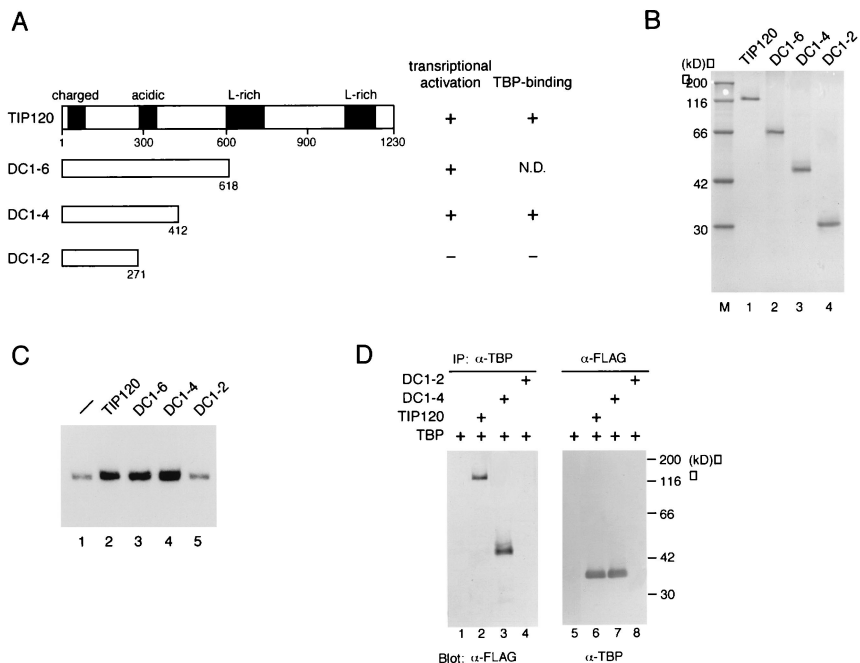 A
transriptional
activation TBP-binding
charged acidic L-rich L-rich
TIP120 + +
1 300 600 900 1230
DC1-6 + N.D.
618
DC1-4 + +
412
DC1-2 − −
271
B
(kD)□ TIP120 DC1-6 DC1-4 DC1-2
□
200
116
66
42
30
M 1 2 3 4
C
— TIP120 DC1-6 DC1-4 DC1-2
1 2 3 4 5
D
IP: α-TBP α-FLAG
DC1-2 + +
DC1-4 + +
TIP120 + +
TBP + + + + + + + +
200 (kD)□
116 □
66
42
30
1 2 3 4 5 6 7 8
Blot: α-FLAG α-TBP